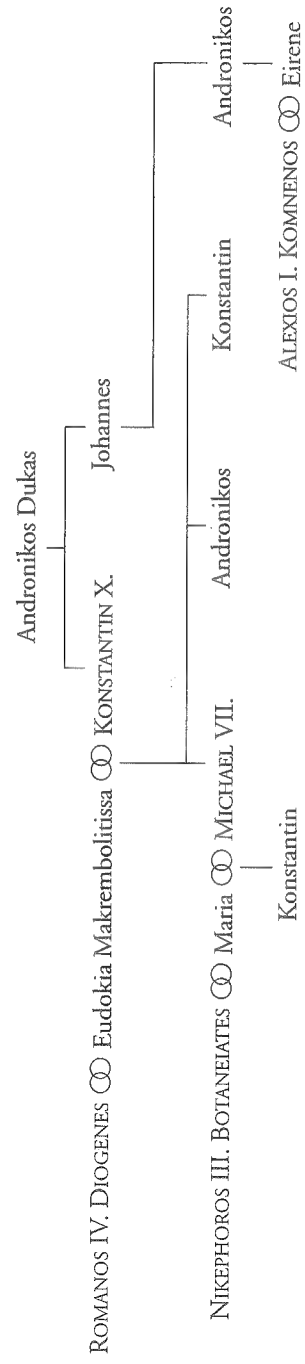 Andronikos Dukas
ROMANOS IV. DIOGENES ⚭ Eudokia Makrembolitissa ⚭ KONSTANTIN X. Johannes
NIKEPHOROS III. BOTANEIATES ⚭ Maria ⚭ MICHAEL VII. Andronikos Konstantin Andronikos
Konstantin ALEXIOS I. KOMNENOS ⚭ Eirene